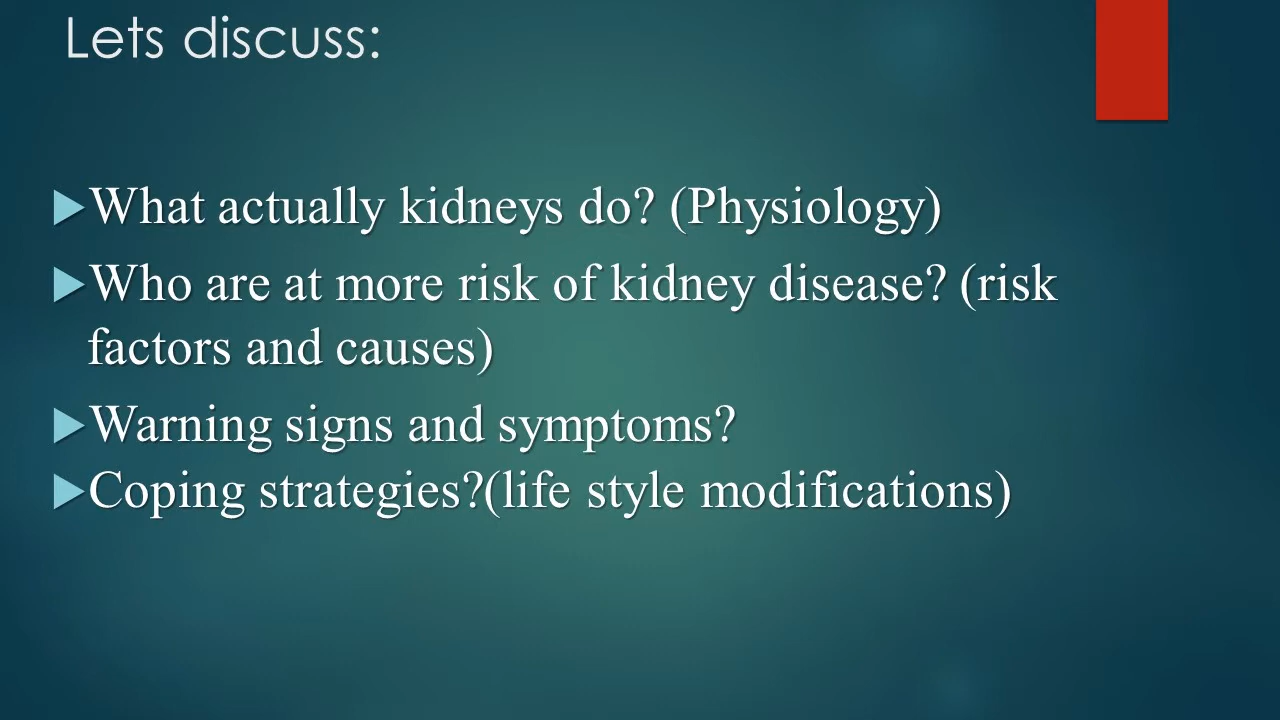 Lets discuss:
What actually kidneys do? (Physiology)
Who are at more risk of kidney disease? (risk
factors and causes)
Warning signs and symptoms?
Coping strategies?(life style modifications)